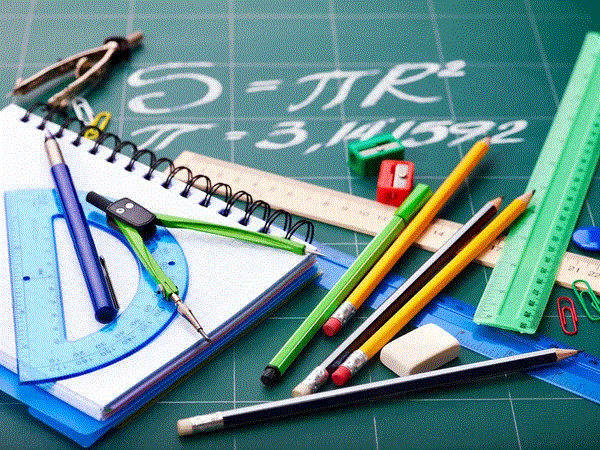 S = πR²
π = 3,141592